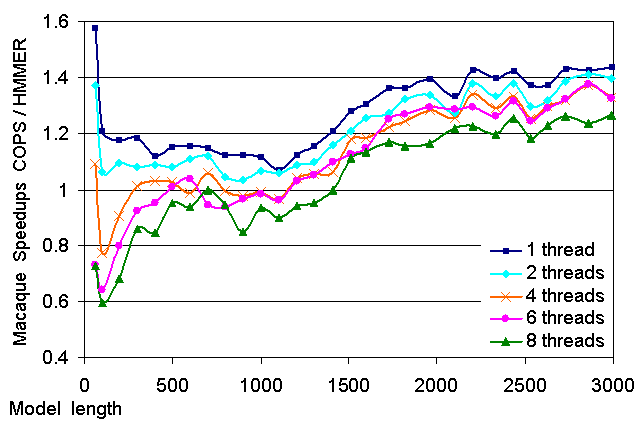 Macaque Speedups COPS / HMMER
1.6
1.4
1.2
1
0.8
0.6
0.4
1 thread
2 threads
4 threads
6 threads
8 threads
0 500 1000 1500 2000 2500 3000
Model length